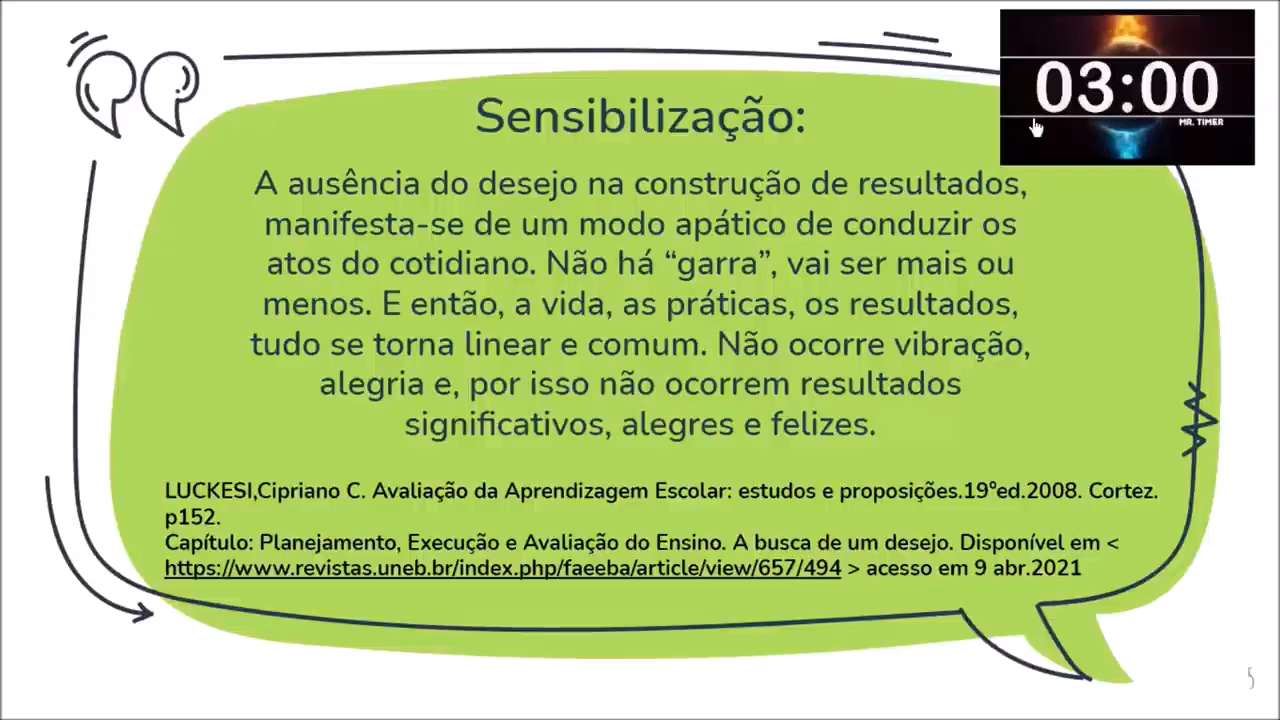 03:00
MR. TIMER
Sensibilização:
A ausência do desejo na construção de resultados,
manifesta-se de um modo apático de conduzir os
atos do cotidiano. Não há “garra”, vai ser mais ou
menos. E então, a vida, as práticas, os resultados,
tudo se torna linear e comum. Não ocorre vibração,
alegria e, por isso não ocorrem resultados
significativos, alegres e felizes.
LUCKESI,Cipriano C. Avaliação da Aprendizagem Escolar: estudos e proposições.19°ed.2008. Cortez.
p152.
Capítulo: Planejamento, Execução e Avaliação do Ensino. A busca de um desejo. Disponível em <
https://www.revistas.uneb.br/index.php/faeeba/article/view/657/494 > acesso em 9 abr.2021
5